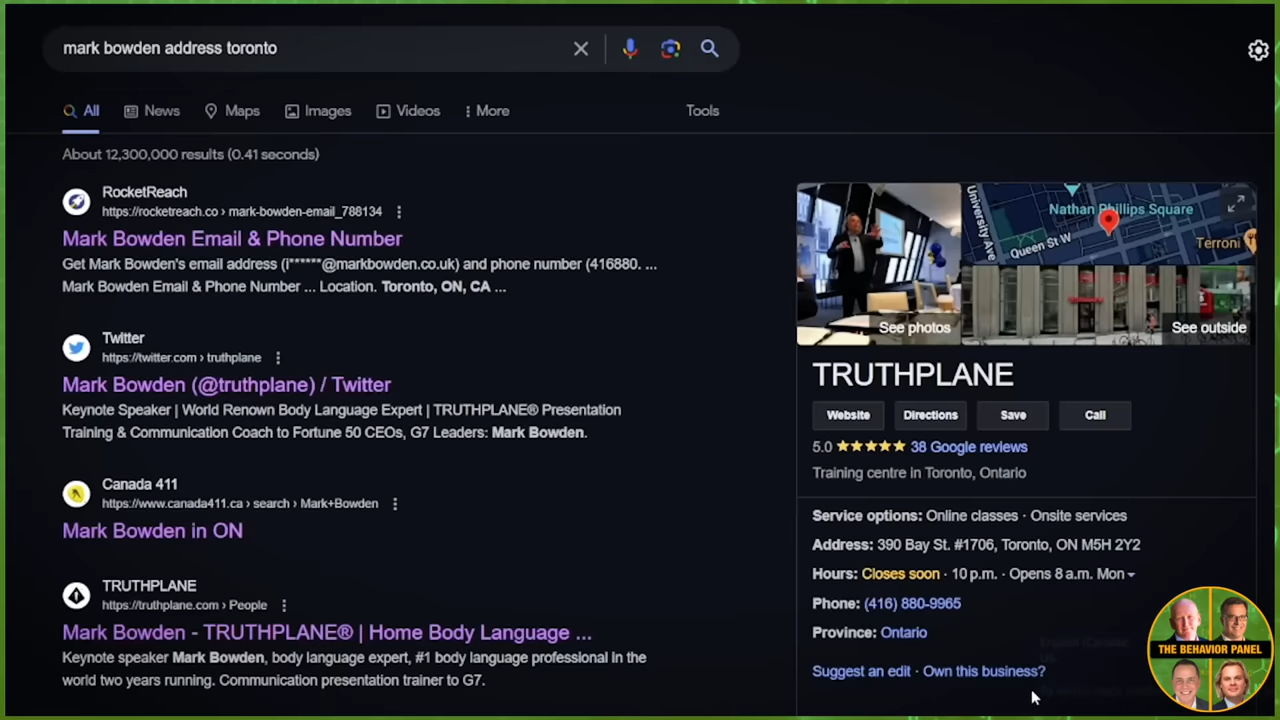 mark bowden address toronto
All News Maps Images Videos More Tools
About 12,300,000 results (0.41 seconds)
RocketReach
https://rocketreach.co › mark-bowden-email_788134
Mark Bowden Email & Phone Number
Get Mark Bowden's email address (i******@markbowden.co.uk) and phone number (416880. ...
Mark Bowden Email & Phone Number ... Location. Toronto, ON, CA ...
Twitter
https://twitter.com › truthplane
Mark Bowden (@truthplane) / Twitter
Keynote Speaker | World Renown Body Language Expert | TRUTHPLANE® Presentation
Training & Communication Coach to Fortune 50 CEOs, G7 Leaders: Mark Bowden.
Canada 411
https://www.canada411.ca › search › Mark+Bowden
Mark Bowden in ON
TRUTHPLANE
https://truthplane.com › People
Mark Bowden - TRUTHPLANE® | Home Body Language ...
Keynote speaker Mark Bowden, body language expert, #1 body language professional in the
world two years running. Communication presentation trainer to G7.
University Ave
Nathan Phillips Square
Queen St W
Terroni
See photos
See outside
TRUTHPLANE
Website Directions Save Call
5.0 38 Google reviews
Training centre in Toronto, Ontario
Service options: Online classes · Onsite services
Address: 390 Bay St. #1706, Toronto, ON M5H 2Y2
Hours: Closes soon · 10 p.m. · Opens 8 a.m. Mon
Phone: (416) 880-9965
Province: Ontario
Suggest an edit · Own this business?
THE BEHAVIOR PANEL